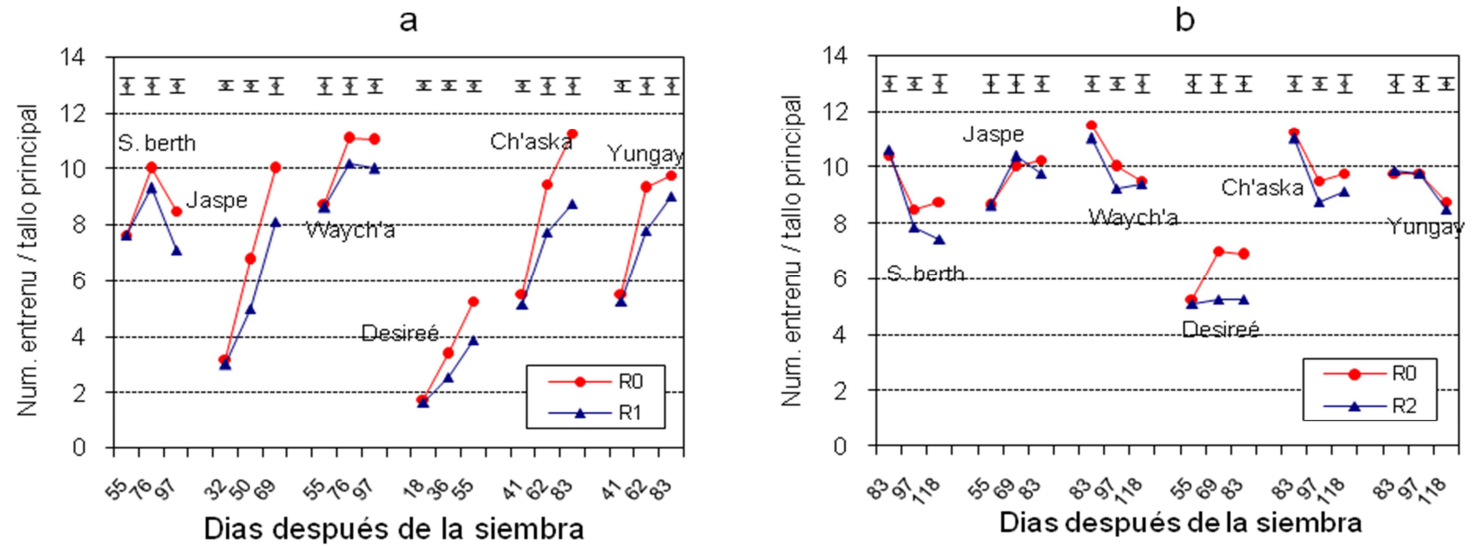 a
Num. entrenu / tallo principal
14
12
10
8
6
4
2
0
S. berth
Jaspe
Waych'a
Desireé
Ch'aska
Yungay
R0
R1
55 76 97 32 50 69 55 76 97 18 36 55 41 62 83 41 62 83
Dias después de la siembra
b
Num. entrenu / tallo principal
14
12
10
8
6
4
2
0
Jaspe
S. berth
Waych'a
Desireé
Ch'aska
Yungay
R0
R2
83 97 118 55 69 83 83 97 118 55 69 83 83 97 118 83 97 118
Dias después de la siembra